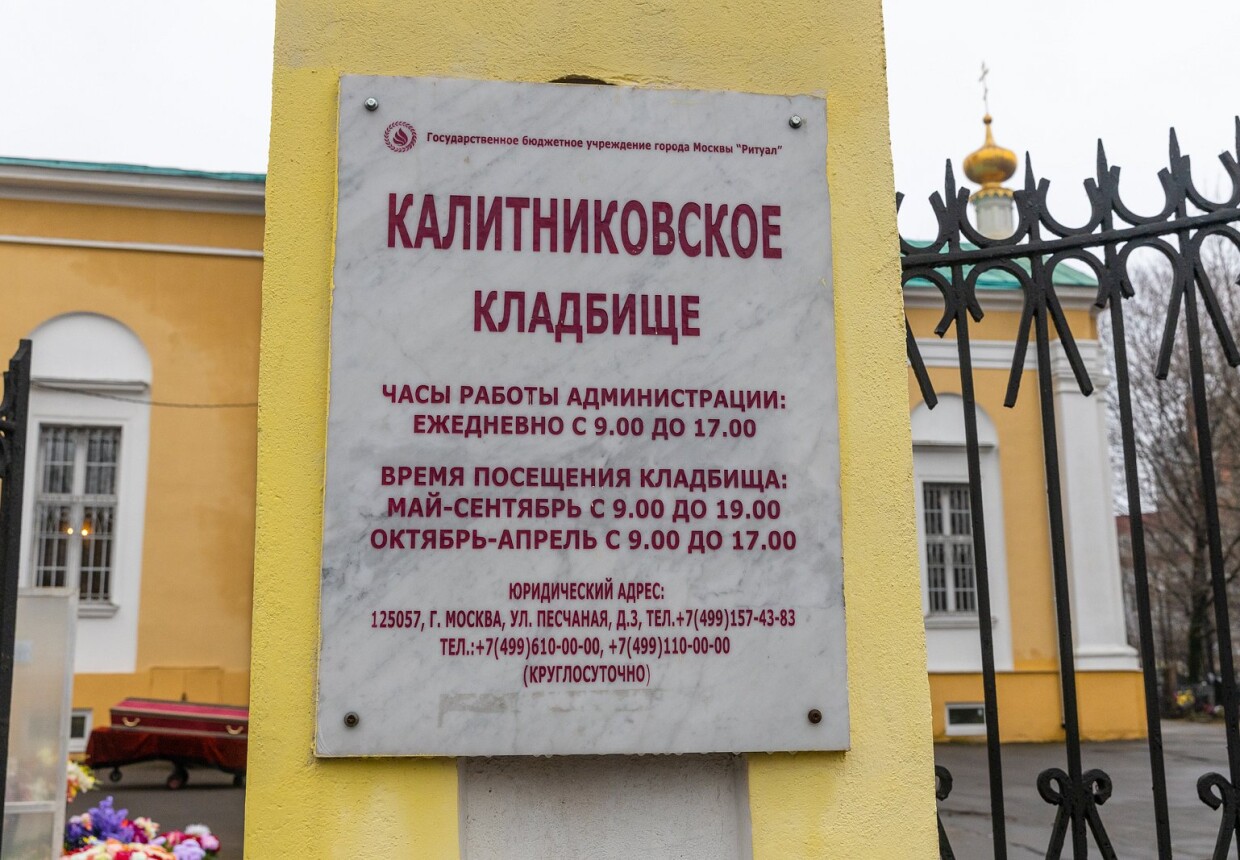 Государственное бюджетное учреждение города Москвы "Ритуал"
КАЛИТНИКОВСКОЕ
КЛАДБИЩЕ
ЧАСЫ РАБОТЫ АДМИНИСТРАЦИИ:
ЕЖЕДНЕВНО С 9.00 ДО 17.00
ВРЕМЯ ПОСЕЩЕНИЯ КЛАДБИЩА:
МАЙ-СЕНТЯБРЬ С 9.00 ДО 19.00
ОКТЯБРЬ-АПРЕЛЬ С 9.00 ДО 17.00
ЮРИДИЧЕСКИЙ АДРЕС:
125057, Г. МОСКВА, УЛ. ПЕСЧАНАЯ, Д.3, ТЕЛ.+7(499)157-43-83
ТЕЛ.:+7(499)610-00-00, +7(499)110-00-00
(КРУГЛОСУТОЧНО)